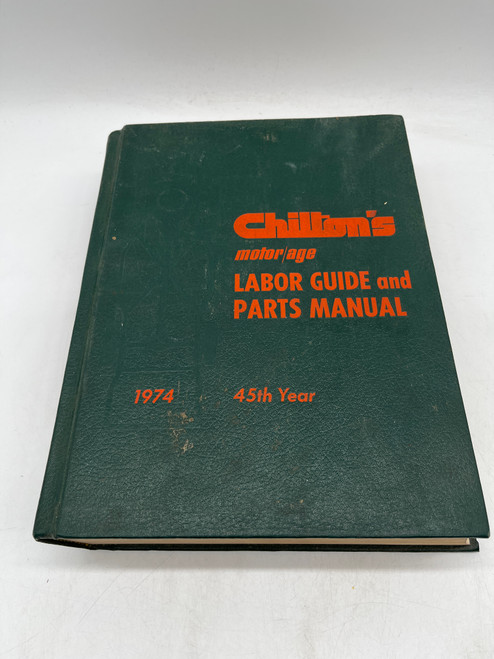 Chilton's
motor/age
LABOR GUIDE and
PARTS MANUAL
1974 45th Year